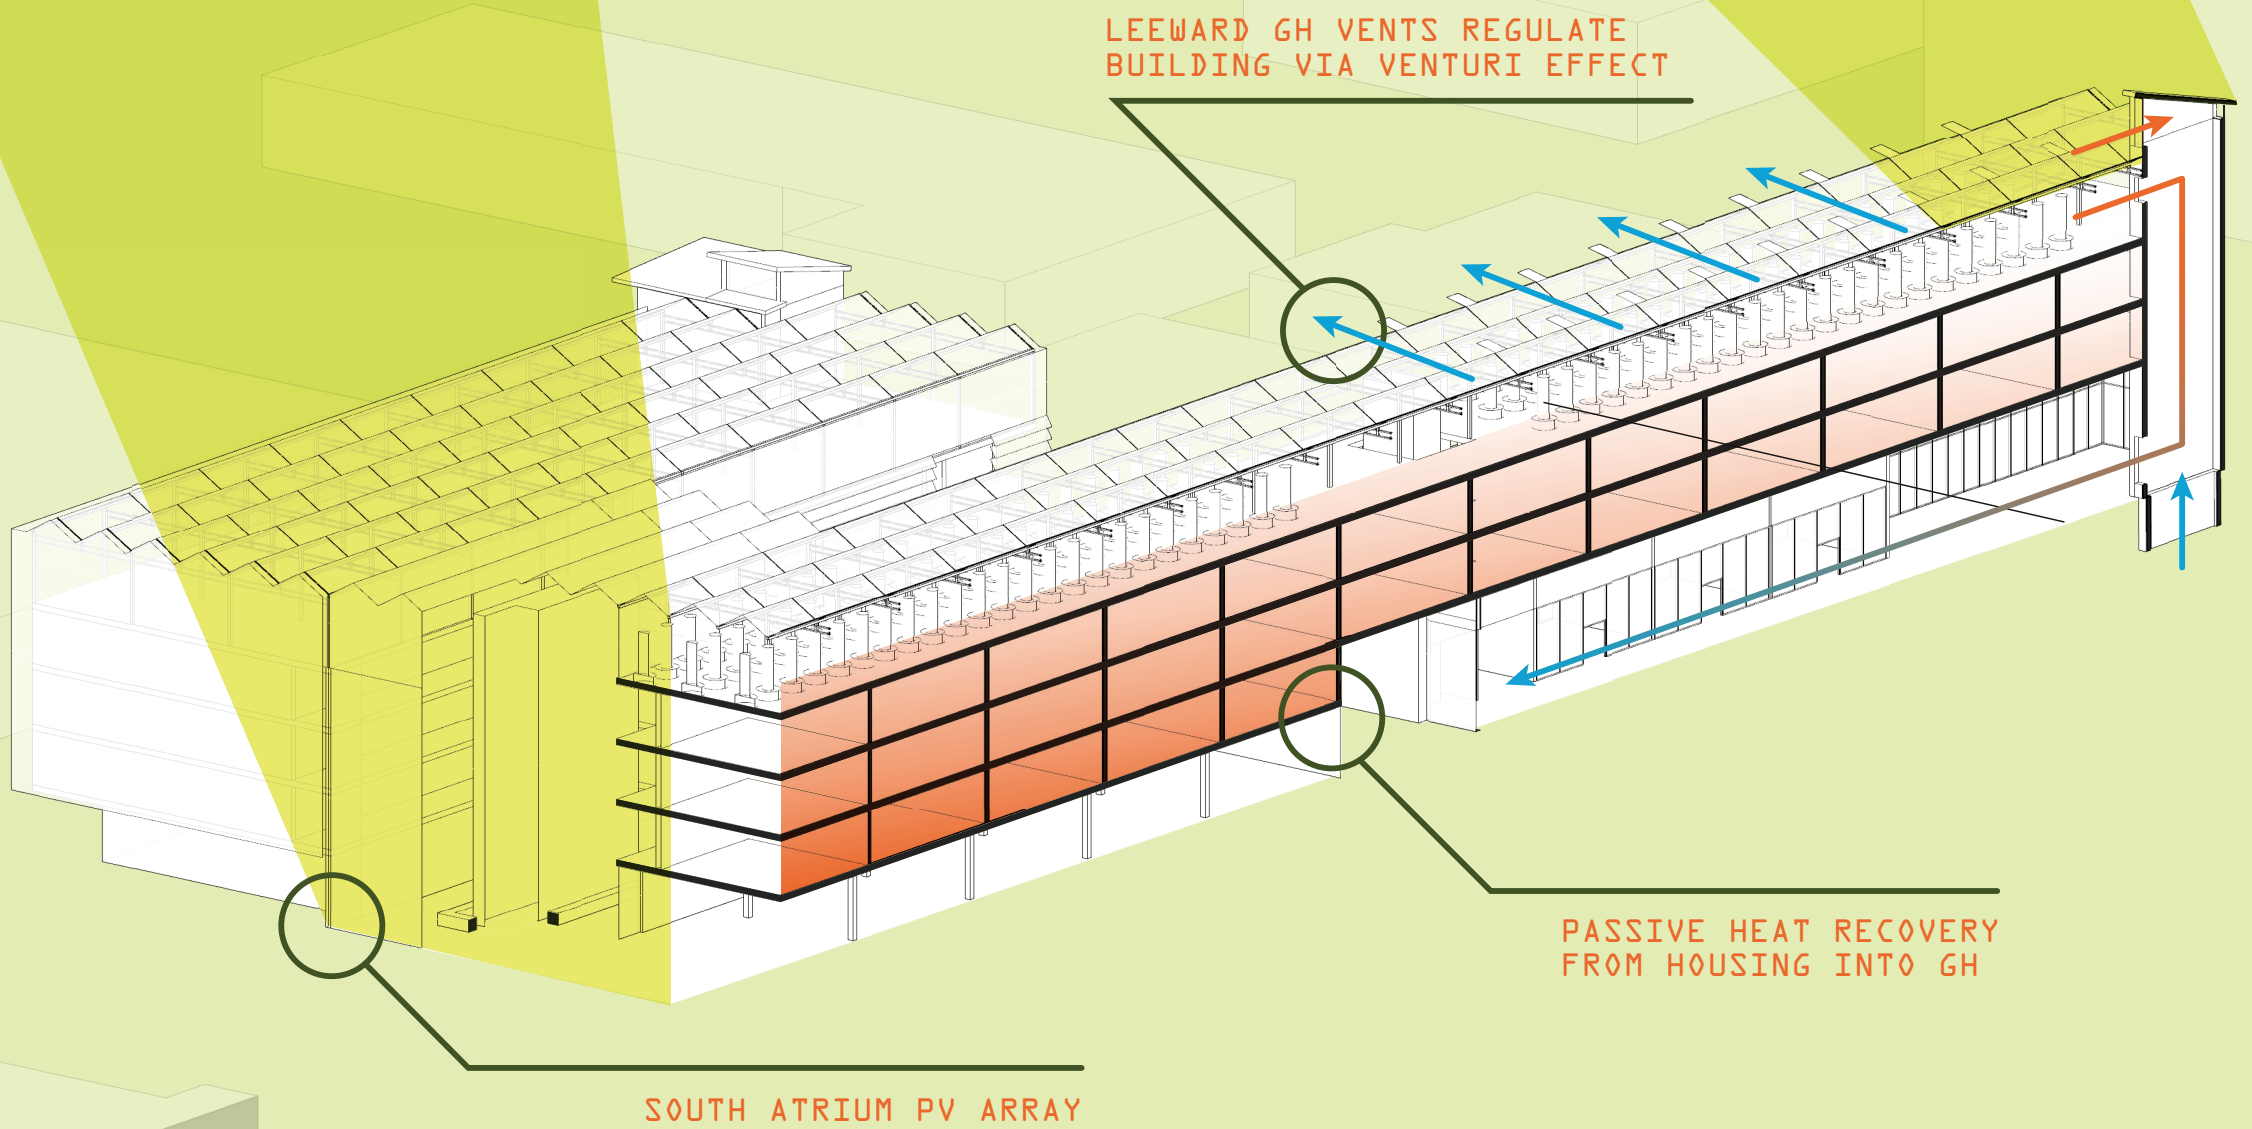 LEEWARD GH VENTS REGULATE
BUILDING VIA VENTURI EFFECT
PASSIVE HEAT RECOVERY
FROM HOUSING INTO GH
SOUTH ATRIUM PV ARRAY